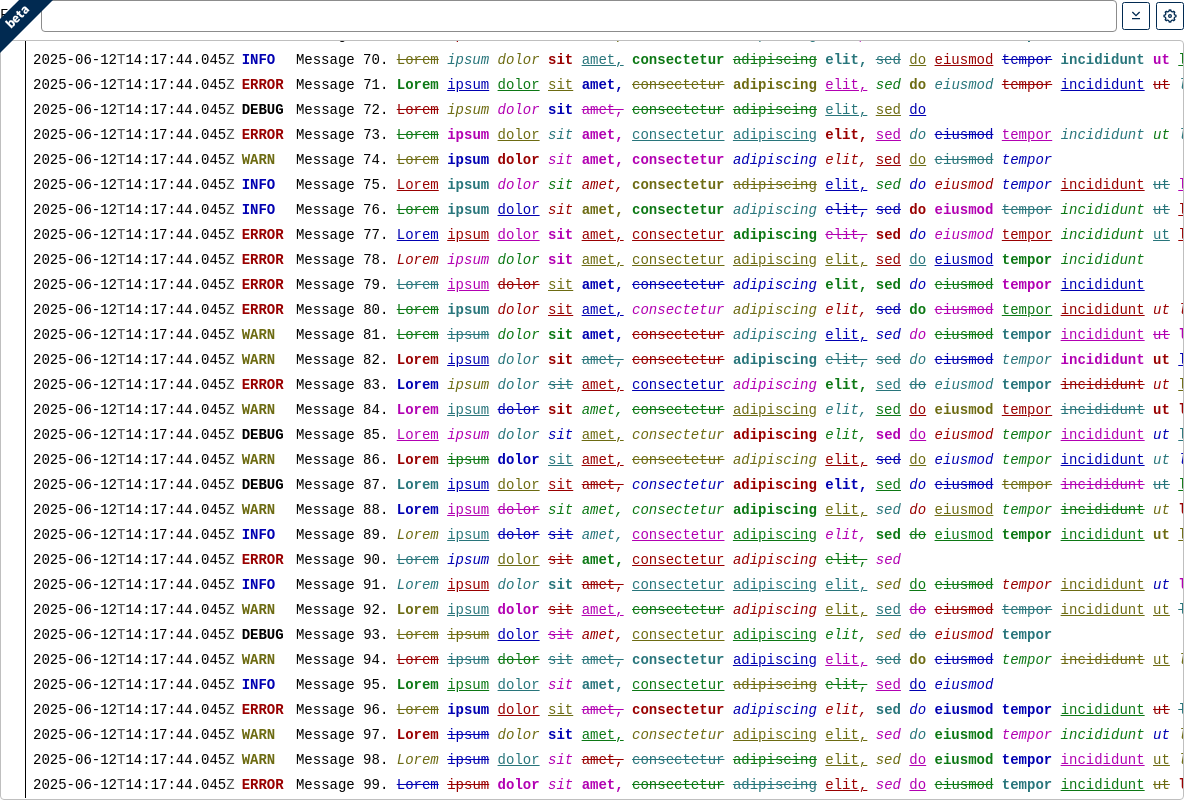 beta
2025-06-12T14:17:44.045Z INFO Message 70. Lorem ipsum dolor sit amet, consectetur adipiscing elit, sed do eiusmod tempor incididunt ut
2025-06-12T14:17:44.045Z ERROR Message 71. Lorem ipsum dolor sit amet, consectetur adipiscing elit, sed do eiusmod tempor incididunt ut
2025-06-12T14:17:44.045Z DEBUG Message 72. Lorem ipsum dolor sit amet, consectetur adipiscing elit, sed do
2025-06-12T14:17:44.045Z ERROR Message 73. Lorem ipsum dolor sit amet, consectetur adipiscing elit, sed do eiusmod tempor incididunt ut
2025-06-12T14:17:44.045Z WARN Message 74. Lorem ipsum dolor sit amet, consectetur adipiscing elit, sed do eiusmod tempor
2025-06-12T14:17:44.045Z INFO Message 75. Lorem ipsum dolor sit amet, consectetur adipiscing elit, sed do eiusmod tempor incididunt ut
2025-06-12T14:17:44.045Z INFO Message 76. Lorem ipsum dolor sit amet, consectetur adipiscing elit, sed do eiusmod tempor incididunt ut
2025-06-12T14:17:44.045Z ERROR Message 77. Lorem ipsum dolor sit amet, consectetur adipiscing elit, sed do eiusmod tempor incididunt ut
2025-06-12T14:17:44.045Z ERROR Message 78. Lorem ipsum dolor sit amet, consectetur adipiscing elit, sed do eiusmod tempor incididunt
2025-06-12T14:17:44.045Z ERROR Message 79. Lorem ipsum dolor sit amet, consectetur adipiscing elit, sed do eiusmod tempor incididunt
2025-06-12T14:17:44.045Z ERROR Message 80. Lorem ipsum dolor sit amet, consectetur adipiscing elit, sed do eiusmod tempor incididunt ut
2025-06-12T14:17:44.045Z WARN Message 81. Lorem ipsum dolor sit amet, consectetur adipiscing elit, sed do eiusmod tempor incididunt ut
2025-06-12T14:17:44.045Z WARN Message 82. Lorem ipsum dolor sit amet, consectetur adipiscing elit, sed do eiusmod tempor incididunt ut
2025-06-12T14:17:44.045Z ERROR Message 83. Lorem ipsum dolor sit amet, consectetur adipiscing elit, sed do eiusmod tempor incididunt ut
2025-06-12T14:17:44.045Z WARN Message 84. Lorem ipsum dolor sit amet, consectetur adipiscing elit, sed do eiusmod tempor incididunt ut
2025-06-12T14:17:44.045Z DEBUG Message 85. Lorem ipsum dolor sit amet, consectetur adipiscing elit, sed do eiusmod tempor incididunt ut
2025-06-12T14:17:44.045Z WARN Message 86. Lorem ipsum dolor sit amet, consectetur adipiscing elit, sed do eiusmod tempor incididunt ut
2025-06-12T14:17:44.045Z DEBUG Message 87. Lorem ipsum dolor sit amet, consectetur adipiscing elit, sed do eiusmod tempor incididunt ut
2025-06-12T14:17:44.045Z WARN Message 88. Lorem ipsum dolor sit amet, consectetur adipiscing elit, sed do eiusmod tempor incididunt ut
2025-06-12T14:17:44.045Z INFO Message 89. Lorem ipsum dolor sit amet, consectetur adipiscing elit, sed do eiusmod tempor incididunt ut
2025-06-12T14:17:44.045Z ERROR Message 90. Lorem ipsum dolor sit amet, consectetur adipiscing elit, sed
2025-06-12T14:17:44.045Z INFO Message 91. Lorem ipsum dolor sit amet, consectetur adipiscing elit, sed do eiusmod tempor incididunt ut
2025-06-12T14:17:44.045Z WARN Message 92. Lorem ipsum dolor sit amet, consectetur adipiscing elit, sed do eiusmod tempor incididunt ut
2025-06-12T14:17:44.045Z DEBUG Message 93. Lorem ipsum dolor sit amet, consectetur adipiscing elit, sed do eiusmod tempor
2025-06-12T14:17:44.045Z WARN Message 94. Lorem ipsum dolor sit amet, consectetur adipiscing elit, sed do eiusmod tempor incididunt ut
2025-06-12T14:17:44.045Z INFO Message 95. Lorem ipsum dolor sit amet, consectetur adipiscing elit, sed do eiusmod
2025-06-12T14:17:44.045Z ERROR Message 96. Lorem ipsum dolor sit amet, consectetur adipiscing elit, sed do eiusmod tempor incididunt ut
2025-06-12T14:17:44.045Z WARN Message 97. Lorem ipsum dolor sit amet, consectetur adipiscing elit, sed do eiusmod tempor incididunt ut
2025-06-12T14:17:44.045Z WARN Message 98. Lorem ipsum dolor sit amet, consectetur adipiscing elit, sed do eiusmod tempor incididunt ut
2025-06-12T14:17:44.045Z ERROR Message 99. Lorem ipsum dolor sit amet, consectetur adipiscing elit, sed do eiusmod tempor incididunt ut